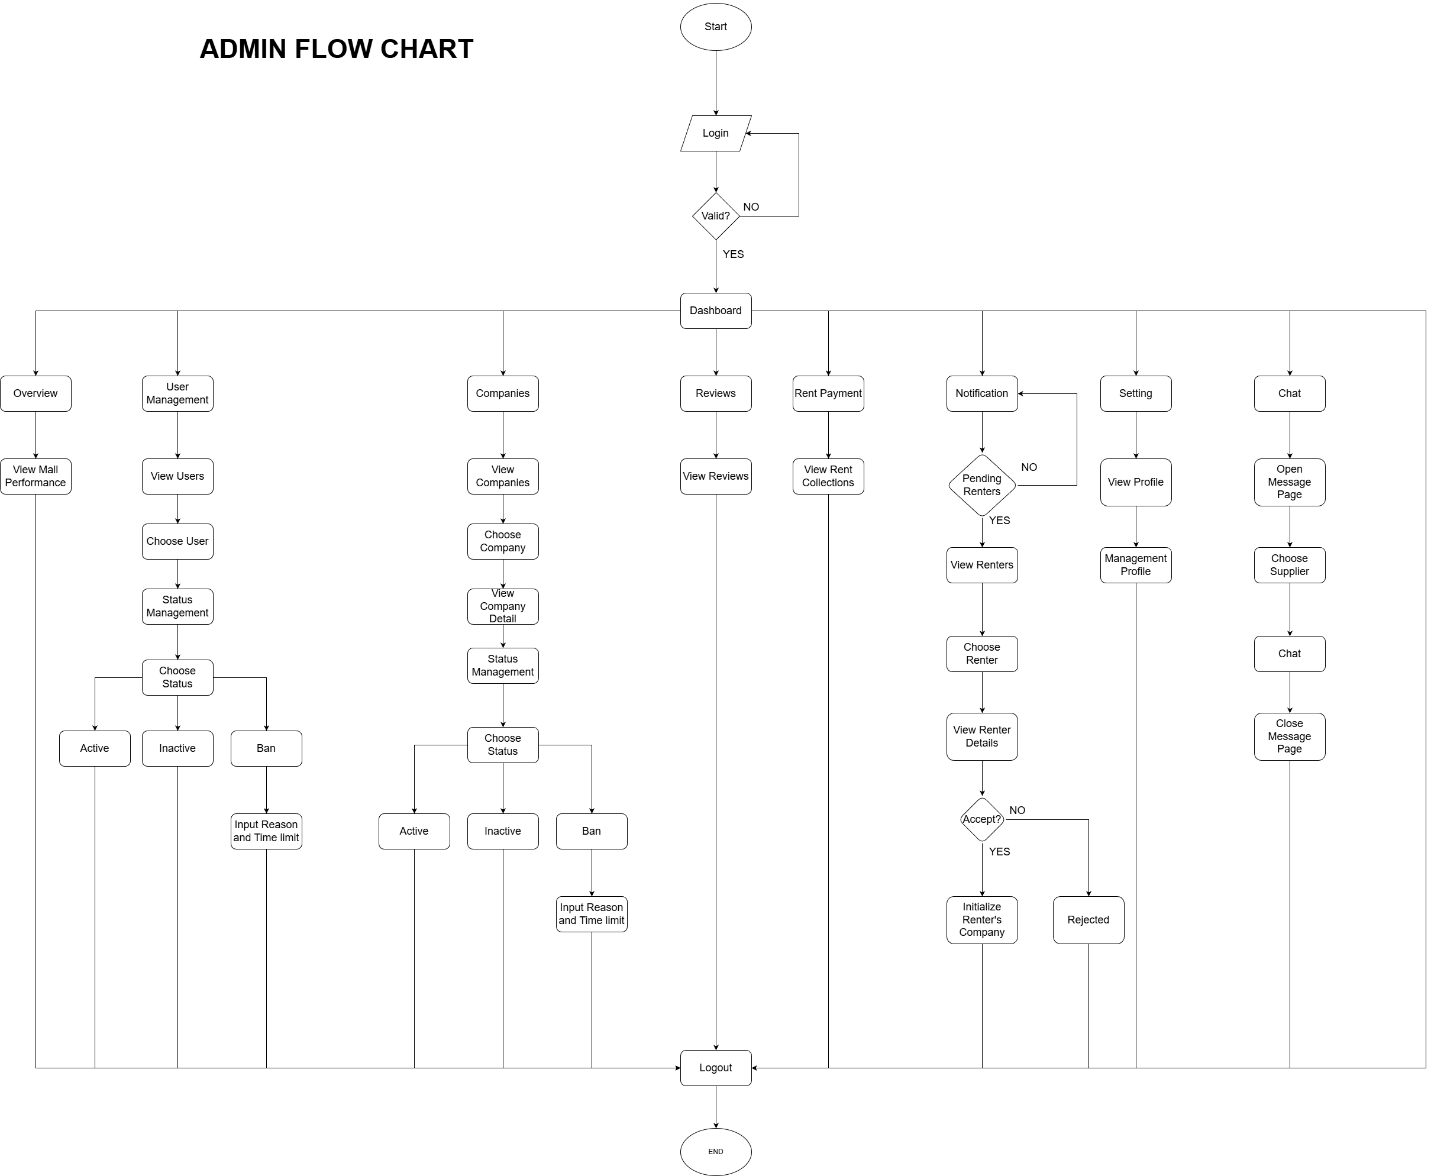 Start
ADMIN FLOW CHART
Login
NO
Valid?
YES
Dashboard
Overview
User
Management
Companies
Reviews
Rent Payment
Notification
Setting
Chat
View Mall
Performance
View Users
View
Companies
View Reviews
View Rent
Collections
Pending
Renters
NO
YES
View Profile
Open
Message
Page
Choose User
Choose
Company
View Renters
Management
Profile
Choose
Supplier
Status
Management
View
Company
Detail
Choose
Renter
Chat
Choose
Status
Status
Management
Active
Inactive
Ban
Choose
Status
View Renter
Details
Close
Message
Page
Input Reason
and Time limit
Active
Inactive
Ban
Accept?
NO
YES
Input Reason
and Time limit
Initialize
Renter's
Company
Rejected
Logout
END